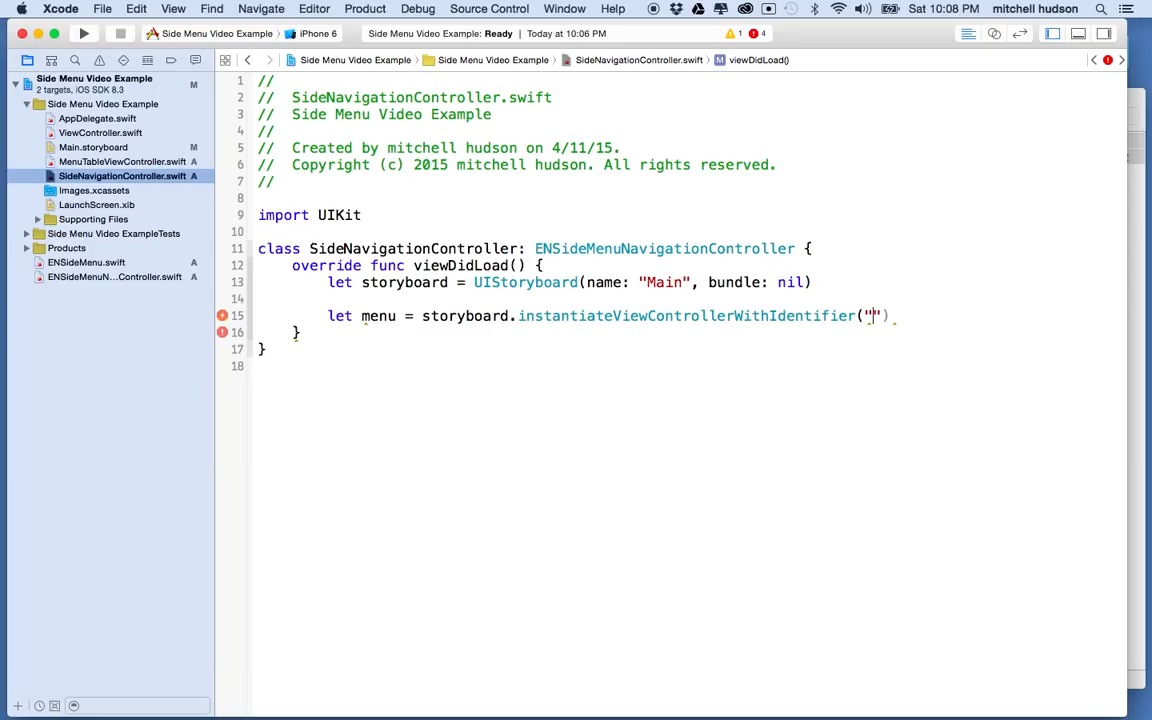 Xcode File Edit View Find Navigate Editor Product Debug Source Control Window Help Sat 10:08 PM mitchell hudson
Side Menu Video Example iPhone 6 Side Menu Video Example: Ready Today at 10:06 PM 1 4
Side Menu Video Example Side Menu Video Example SideNavigationController.swift M viewDidLoad()
Side Menu Video Example M
2 targets, iOS SDK 8.3
Side Menu Video Example
AppDelegate.swift
ViewController.swift
Main.storyboard M
MenuTableViewController.swift A
SideNavigationController.swift A
Images.xcassets
LaunchScreen.xib
Supporting Files
Side Menu Video ExampleTests
Products
ENSideMenu.swift A
ENSideMenuN...Controller.swift A
1 //
2 // SideNavigationController.swift
3 // Side Menu Video Example
4 //
5 // Created by mitchell hudson on 4/11/15.
6 // Copyright (c) 2015 mitchell hudson. All rights reserved.
7 //
8
9 import UIKit
10
11 class SideNavigationController: ENSideMenuNavigationController {
12 override func viewDidLoad() {
13 let storyboard = UIStoryboard(name: "Main", bundle: nil)
14
15 let menu = storyboard.instantiateViewControllerWithIdentifier("")
16 }
17 }
18